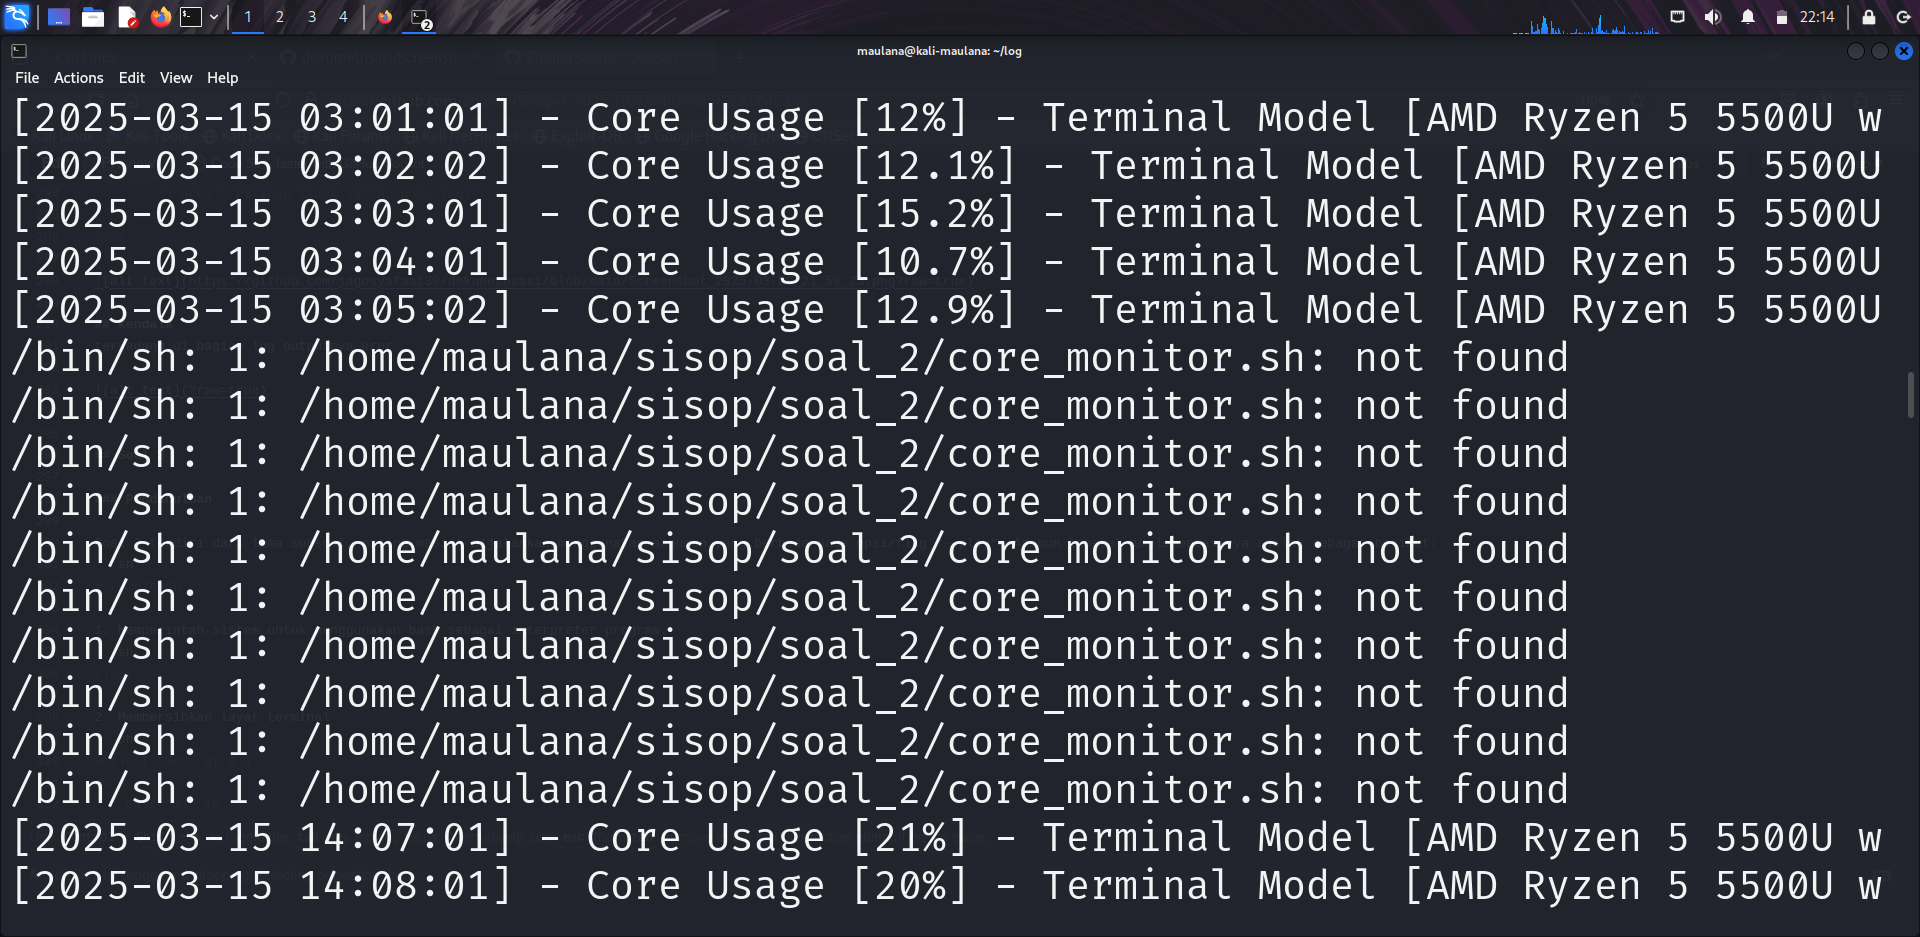 1 2 3 4 2 22:14
maulana@kali-maulana: ~/log
File Actions Edit View Help
[2025-03-15 03:01:01] - Core Usage [12%] - Terminal Model [AMD Ryzen 5 5500U w
[2025-03-15 03:02:02] - Core Usage [12.1%] - Terminal Model [AMD Ryzen 5 5500U
[2025-03-15 03:03:01] - Core Usage [15.2%] - Terminal Model [AMD Ryzen 5 5500U
[2025-03-15 03:04:01] - Core Usage [10.7%] - Terminal Model [AMD Ryzen 5 5500U
[2025-03-15 03:05:02] - Core Usage [12.9%] - Terminal Model [AMD Ryzen 5 5500U
/bin/sh: 1: /home/maulana/sisop/soal_2/core_monitor.sh: not found
/bin/sh: 1: /home/maulana/sisop/soal_2/core_monitor.sh: not found
/bin/sh: 1: /home/maulana/sisop/soal_2/core_monitor.sh: not found
/bin/sh: 1: /home/maulana/sisop/soal_2/core_monitor.sh: not found
/bin/sh: 1: /home/maulana/sisop/soal_2/core_monitor.sh: not found
/bin/sh: 1: /home/maulana/sisop/soal_2/core_monitor.sh: not found
/bin/sh: 1: /home/maulana/sisop/soal_2/core_monitor.sh: not found
/bin/sh: 1: /home/maulana/sisop/soal_2/core_monitor.sh: not found
/bin/sh: 1: /home/maulana/sisop/soal_2/core_monitor.sh: not found
/bin/sh: 1: /home/maulana/sisop/soal_2/core_monitor.sh: not found
[2025-03-15 14:07:01] - Core Usage [21%] - Terminal Model [AMD Ryzen 5 5500U w
[2025-03-15 14:08:01] - Core Usage [20%] - Terminal Model [AMD Ryzen 5 5500U w